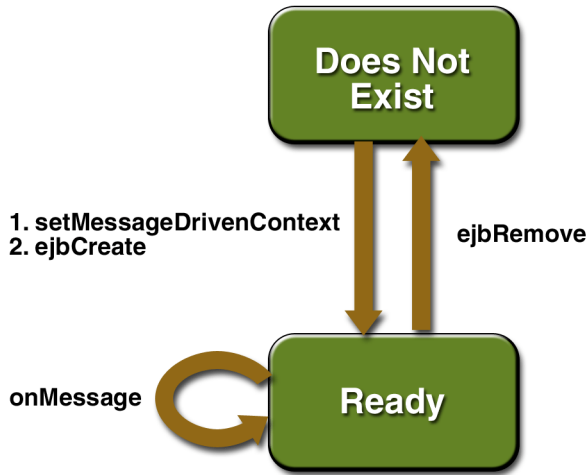 Does Not
Exist
1. setMessageDrivenContext
2. ejbCreate
ejbRemove
onMessage
Ready